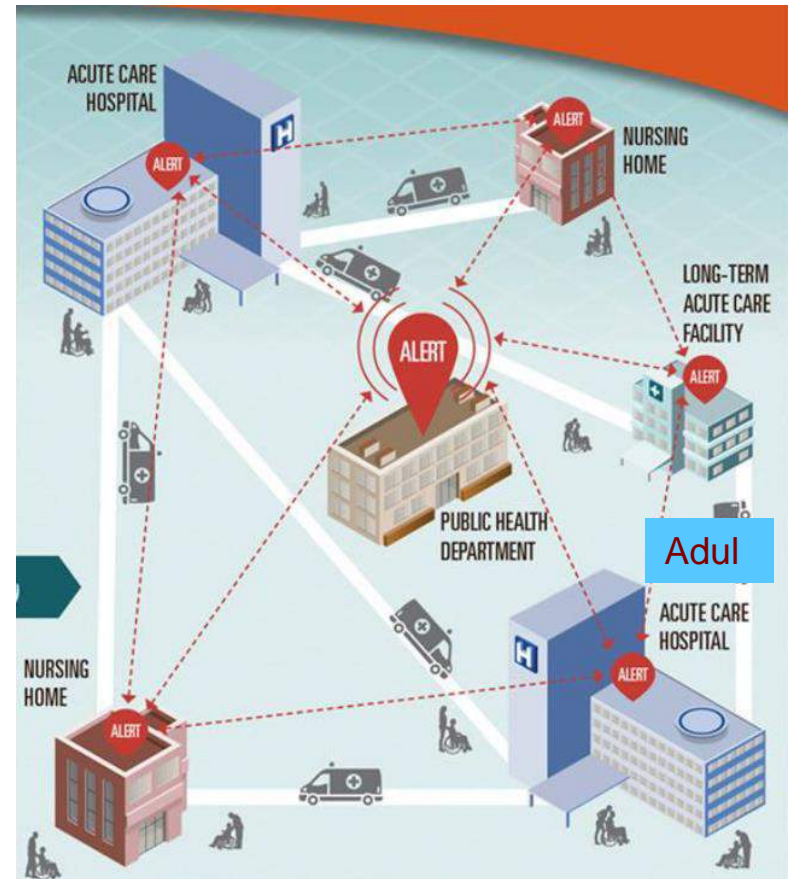 ACUTE CARE
HOSPITAL
H
ALERT
ALERT
NURSING
HOME
LONG-TERM
ACUTE CARE
FACILITY
ALERT
ALERT
PUBLIC HEALTH
DEPARTMENT
Adul
ACUTE CARE
HOSPITAL
H
ALERT
NURSING
HOME
ALERT